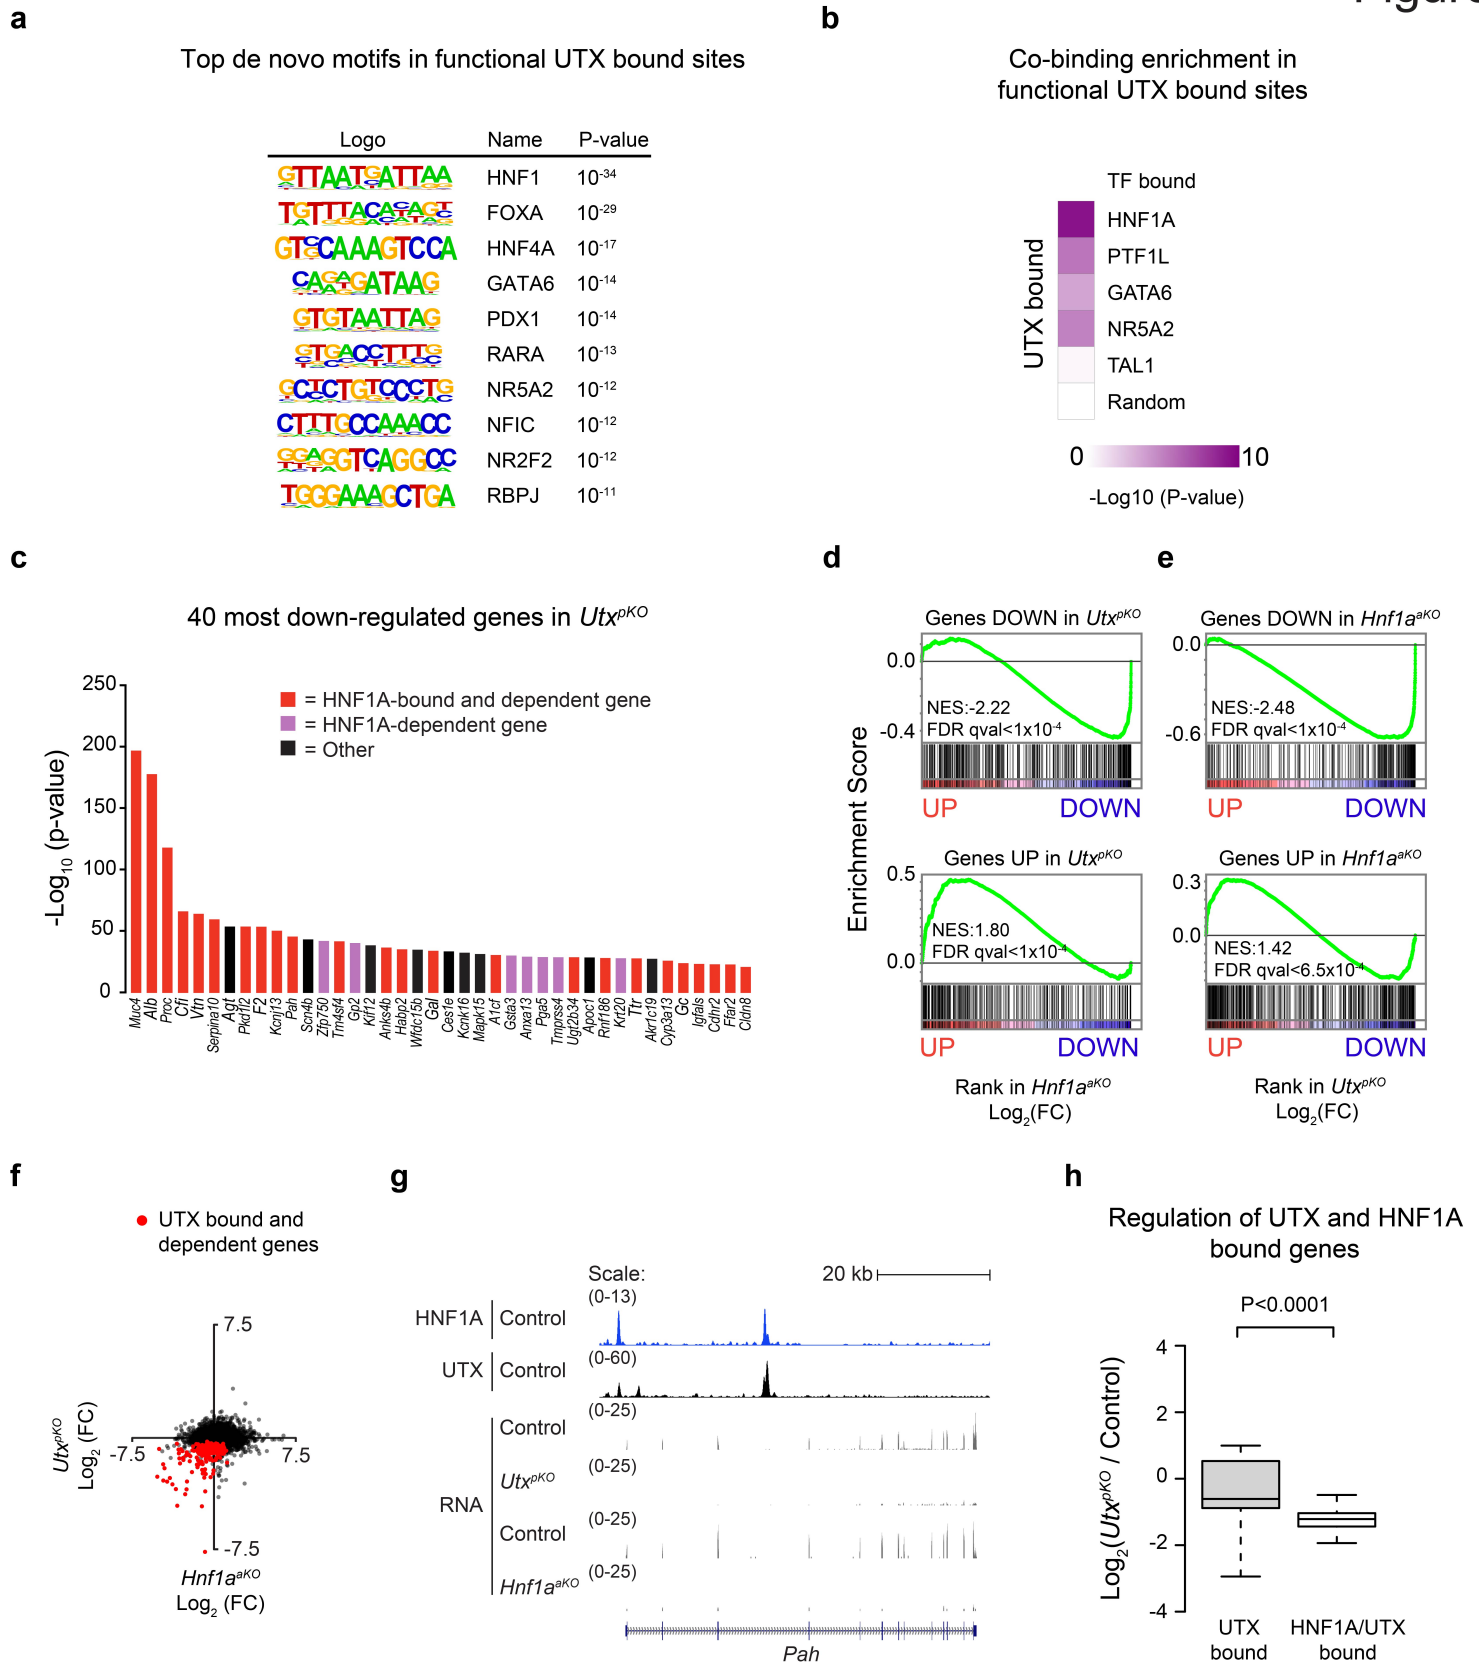 Figure
a
Top de novo motifs in functional UTX bound sites
Logo Name P-value
GTTAATGATTAA HNF1 10-34
TGTTTACATAGT FOXA 10-29
GTCCAAAGTCCA HNF4A 10-17
CAGAGATAAG GATA6 10-14
GTGTAATTAG PDX1 10-14
GTGACCTTTG RARA 10-13
GCTCTGTCCCTG NR5A2 10-12
CTTTGCCAAACC NFIC 10-12
GGAGGTCAGGCC NR2F2 10-12
TGGGAAAGCTGA RBPJ 10-11
b
Co-binding enrichment in
functional UTX bound sites
TF bound
UTX bound
HNF1A
PTF1L
GATA6
NR5A2
TAL1
Random
0 10
-Log10 (P-value)
c
40 most down-regulated genes in UtxpKO
= HNF1A-bound and dependent gene
= HNF1A-dependent gene
= Other
-Log10 (p-value)
250
200
150
100
50
0
Muc4 Alb Proc Cfi Vtn Serpina10 Agt Pkd1l2 F2 Kcnj13 Pah Scn4b Zfp750 Tm4sf4 Gp2 Kif12 Anks4b Habp2 Wfdc15b Gal Ces1e Kcnk16 Mapk15 A1cf Gsta3 Anxa13 Pga5 Tmprss4 Ugt2b34 Apoc1 Rnf186 Krt20 Ttr Akr1c19 Cyp3a13 Gc Igfals Cdhr2 Ffar2 Cldn8
d
Enrichment Score
Genes DOWN in UtxpKO
0.0
-0.4
NES:-2.22
FDR qval<1x10-4
UP DOWN
Genes UP in UtxpKO
0.5
0.0
NES:1.80
FDR qval<1x10-4
UP DOWN
Rank in Hnf1aaKO
Log2(FC)
e
Genes DOWN in Hnf1aaKO
0.0
-0.6
NES:-2.48
FDR qval<1x10-4
UP DOWN
Genes UP in Hnf1aaKO
0.3
0.0
NES:1.42
FDR qval<6.5x10-4
UP DOWN
Rank in UtxpKO
Log2(FC)
f
UTX bound and
dependent genes
7.5
-7.5 7.5
-7.5
UtxpKO
Log2 (FC)
Hnf1aaKO
Log2 (FC)
g
Scale: 20 kb
HNF1A Control (0-13)
UTX Control (0-60)
RNA
Control (0-25)
UtxpKO (0-25)
Control (0-25)
Hnf1aaKO (0-25)
Pah
h
Regulation of UTX and HNF1A
bound genes
P<0.0001
Log2(UtxpKO / Control)
4
2
0
-2
-4
UTX
bound
HNF1A/UTX
bound